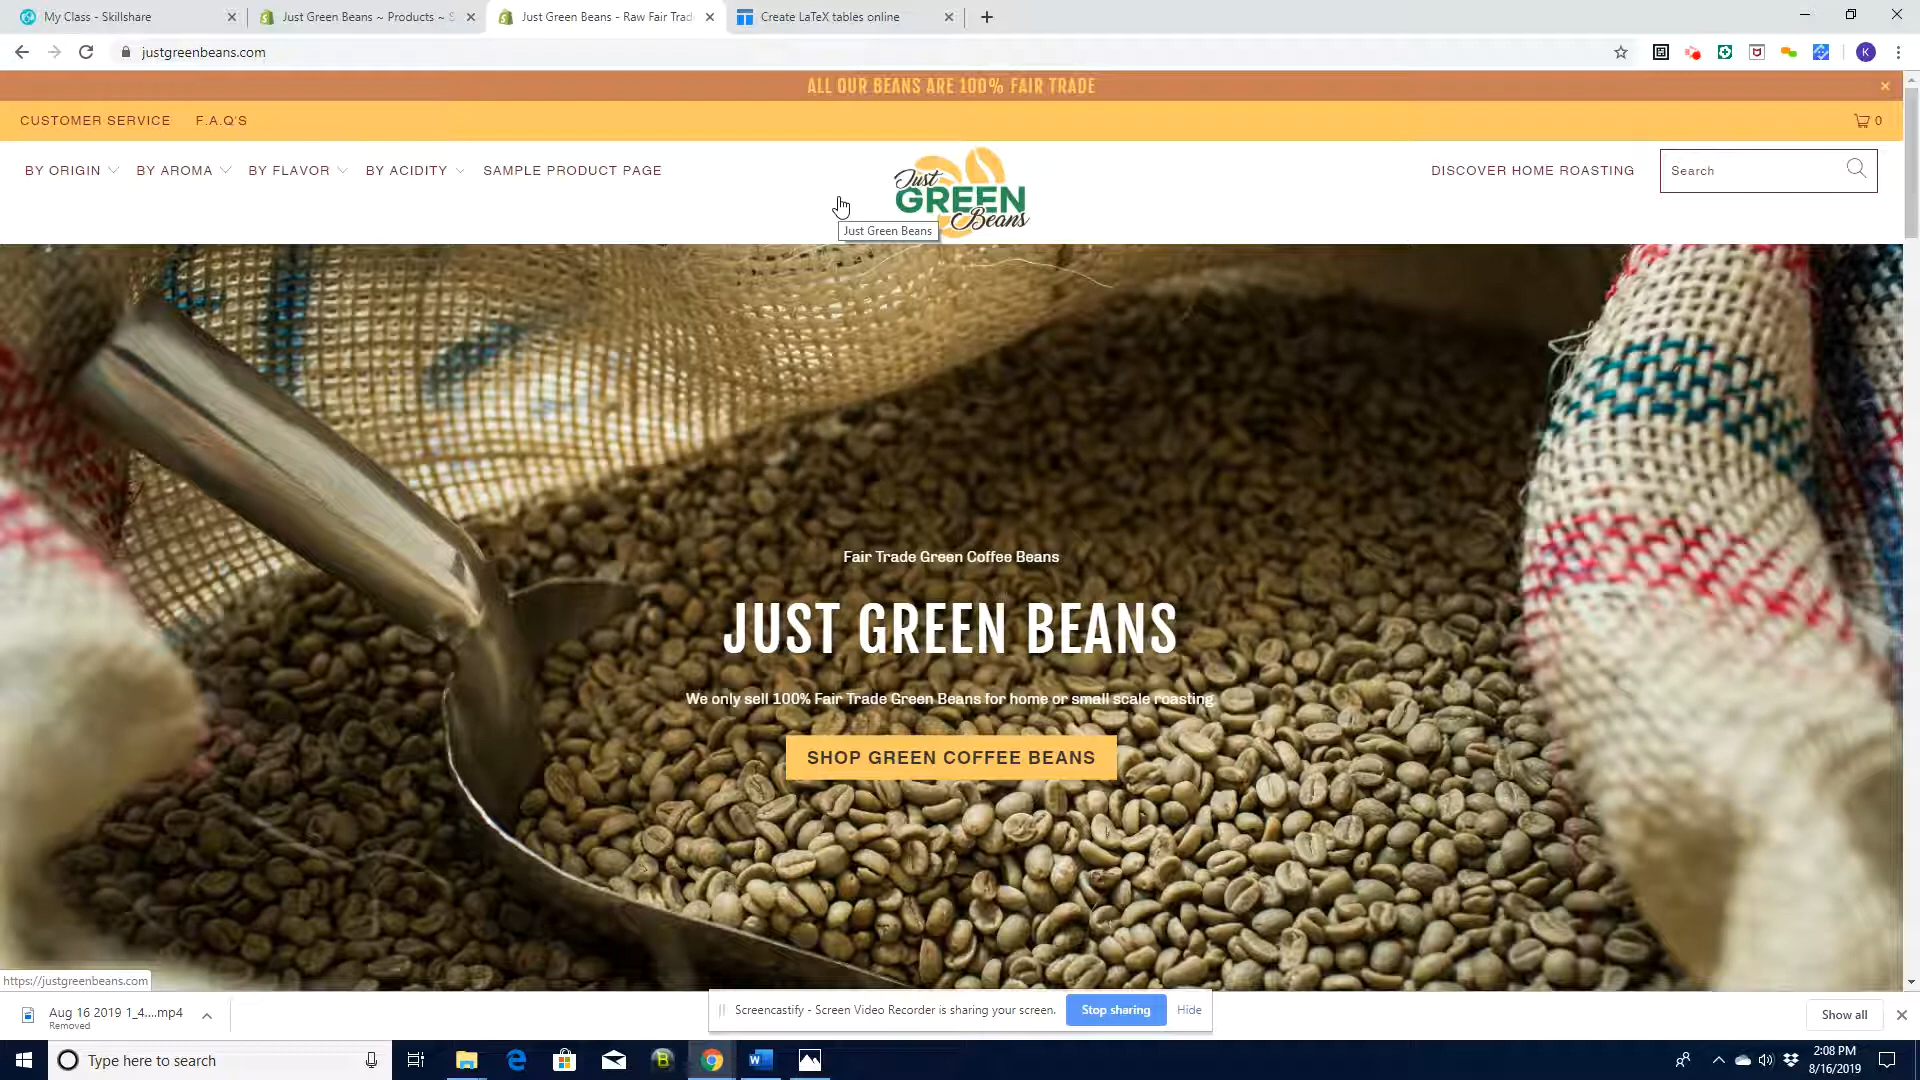 My Class - Skillshare
Just Green Beans ~ Products ~ S
Just Green Beans - Raw Fair Trad
Create LaTeX tables online
justgreenbeans.com
K
ALL OUR BEANS ARE 100% FAIR TRADE
CUSTOMER SERVICE F.A.Q'S
0
BY ORIGIN BY AROMA BY FLAVOR BY ACIDITY SAMPLE PRODUCT PAGE
Just
GREEN
Beans
DISCOVER HOME ROASTING
Search
Just Green Beans
Fair Trade Green Coffee Beans
JUST GREEN BEANS
We only sell 100% Fair Trade Green Beans for home or small scale roasting
SHOP GREEN COFFEE BEANS
https://justgreenbeans.com
Aug 16 2019 1_4....mp4
Removed
Screencastify - Screen Video Recorder is sharing your screen.
Stop sharing
Hide
Show all
Type here to search
2:08 PM
8/16/2019